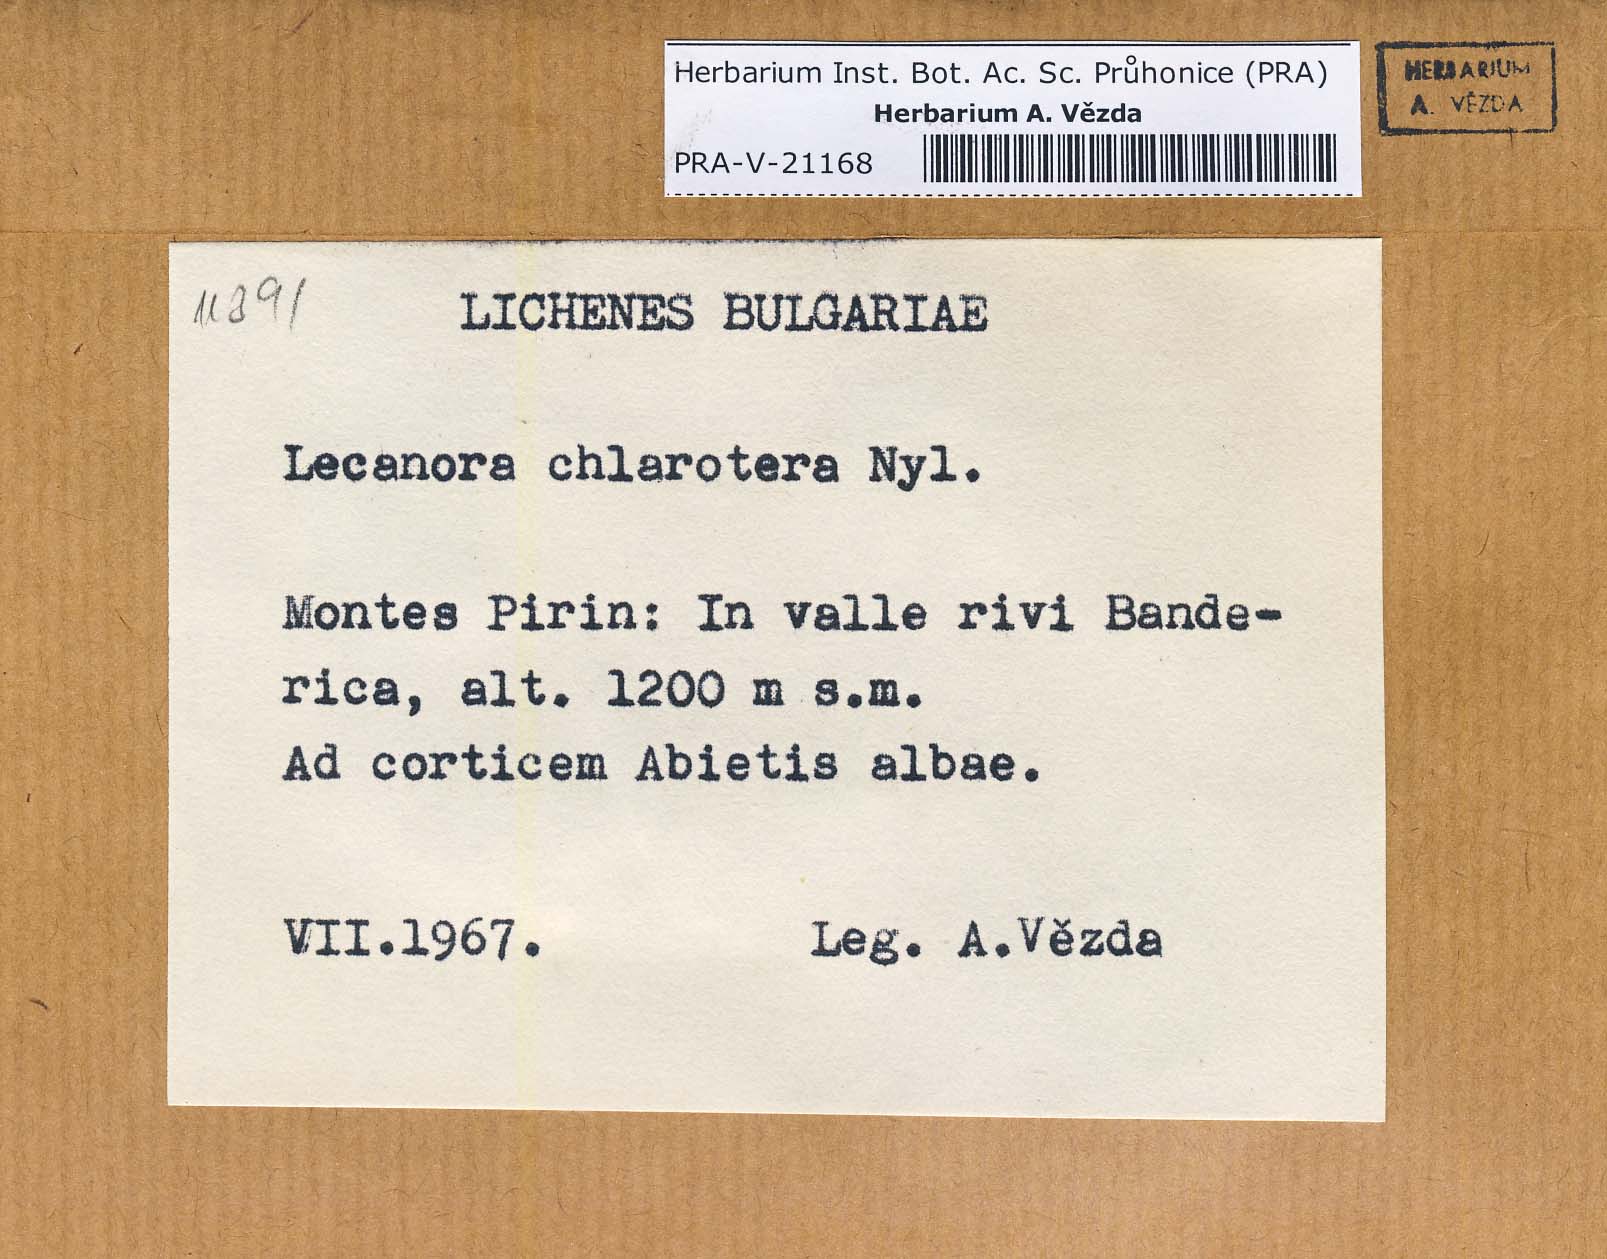 Herbarium Inst. Bot. Ac. Sc. Průhonice (PRA)
Herbarium A. Vězda
PRA-V-21168
HERBARIUM
A. VĚZDA
LICHENES BULGARIAE
Lecanora chlarotera Nyl.
Montes Pirin: In valle rivi Bande-
rica, alt. 1200 m s.m.
Ad corticem Abietis albae.
VII.1967.
Leg. A.Vězda